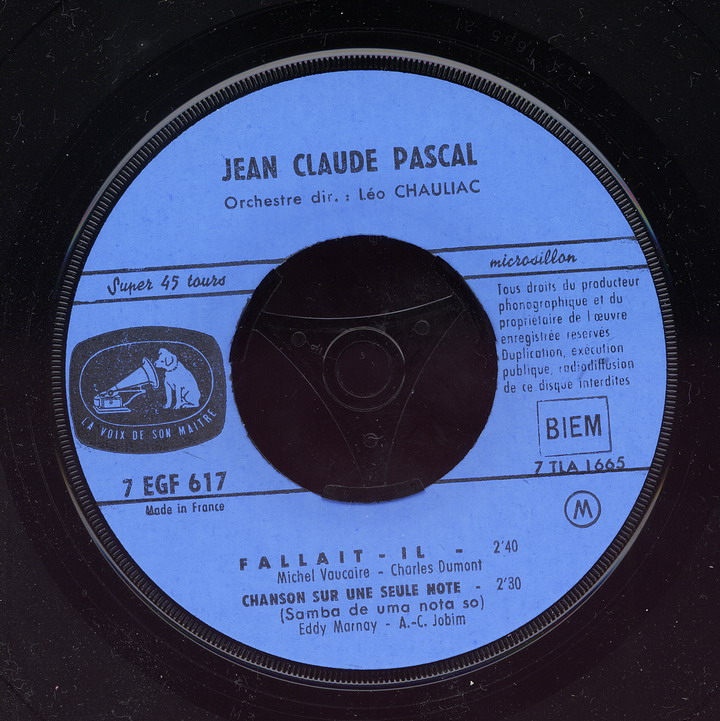 JEAN CLAUDE PASCAL
Orchestre dir. : Léo CHAULIAC
Super 45 tours
microsillon
Tous droits du producteur
phonographique et du
propriétaire de l'œuvre
enregistrée réservés
Duplication, exécution
publique, radiodiffusion
de ce disque interdites
LA VOIX DE SON MAITRE
BIEM
7 TLA 1665
7 EGF 617
Made in France
M
FALLAIT-IL - 2'40
Michel Vaucaire - Charles Dumont
CHANSON SUR UNE SEULE NOTE - 2'30
(Samba de uma nota so)
Eddy Marnay - A.-C. Jobim